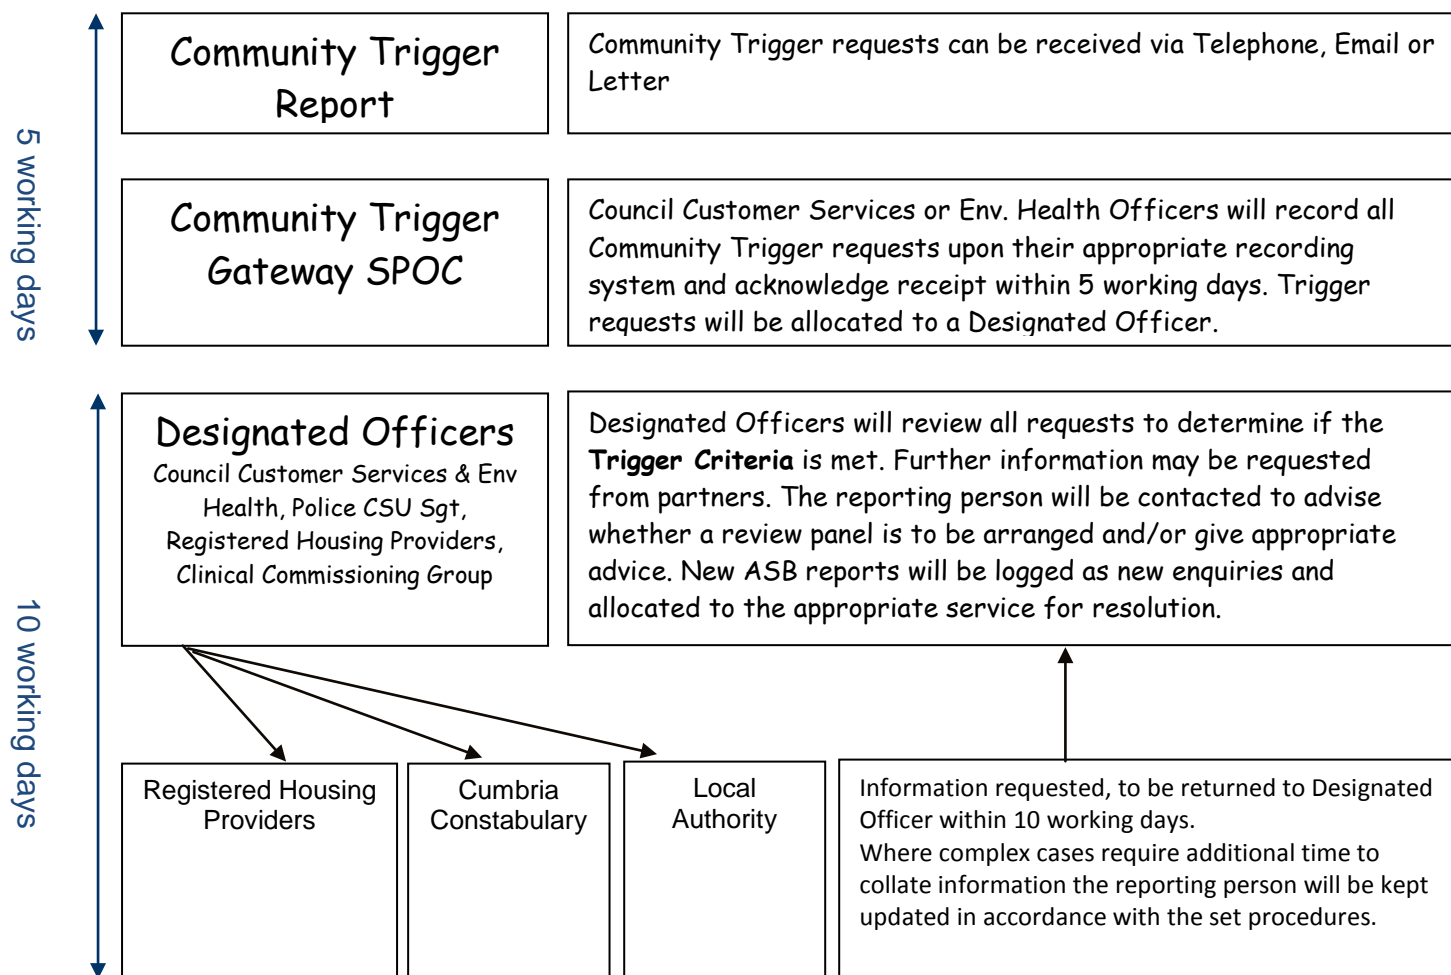 5 working days
Community Trigger
Report
Community Trigger requests can be received via Telephone, Email or
Letter
Community Trigger
Gateway SPOC
Council Customer Services or Env. Health Officers will record all
Community Trigger requests upon their appropriate recording
system and acknowledge receipt within 5 working days. Trigger
requests will be allocated to a Designated Officer.
10 working days
Designated Officers
Council Customer Services & Env
Health, Police CSU Sgt,
Registered Housing Providers,
Clinical Commissioning Group
Designated Officers will review all requests to determine if the
Trigger Criteria is met. Further information may be requested
from partners. The reporting person will be contacted to advise
whether a review panel is to be arranged and/or give appropriate
advice. New ASB reports will be logged as new enquiries and
allocated to the appropriate service for resolution.
Registered Housing
Providers
Cumbria
Constabulary
Local
Authority
Information requested, to be returned to Designated
Officer within 10 working days.
Where complex cases require additional time to
collate information the reporting person will be kept
updated in accordance with the set procedures.